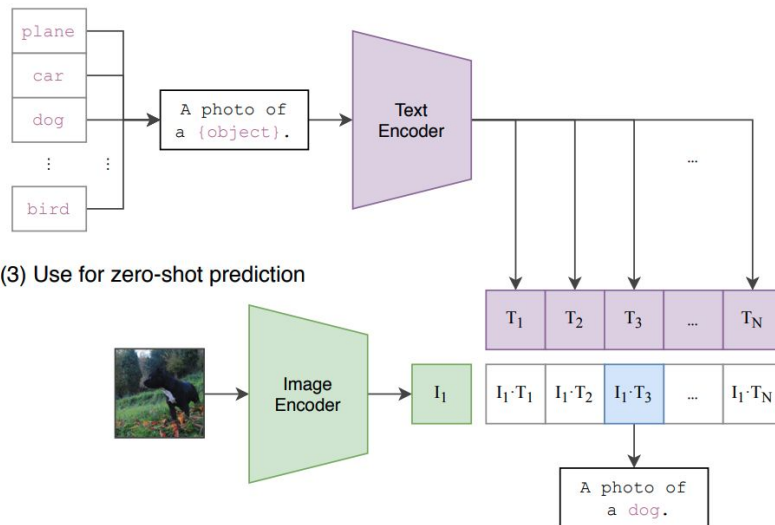 plane
car
dog
⋮ ⋮
bird
A photo of
a {object}.
Text
Encoder
...
(3) Use for zero-shot prediction
Image
Encoder
I1
T1 T2 T3 ... TN
I1·T1 I1·T2 I1·T3 ... I1·TN
A photo of
a dog.